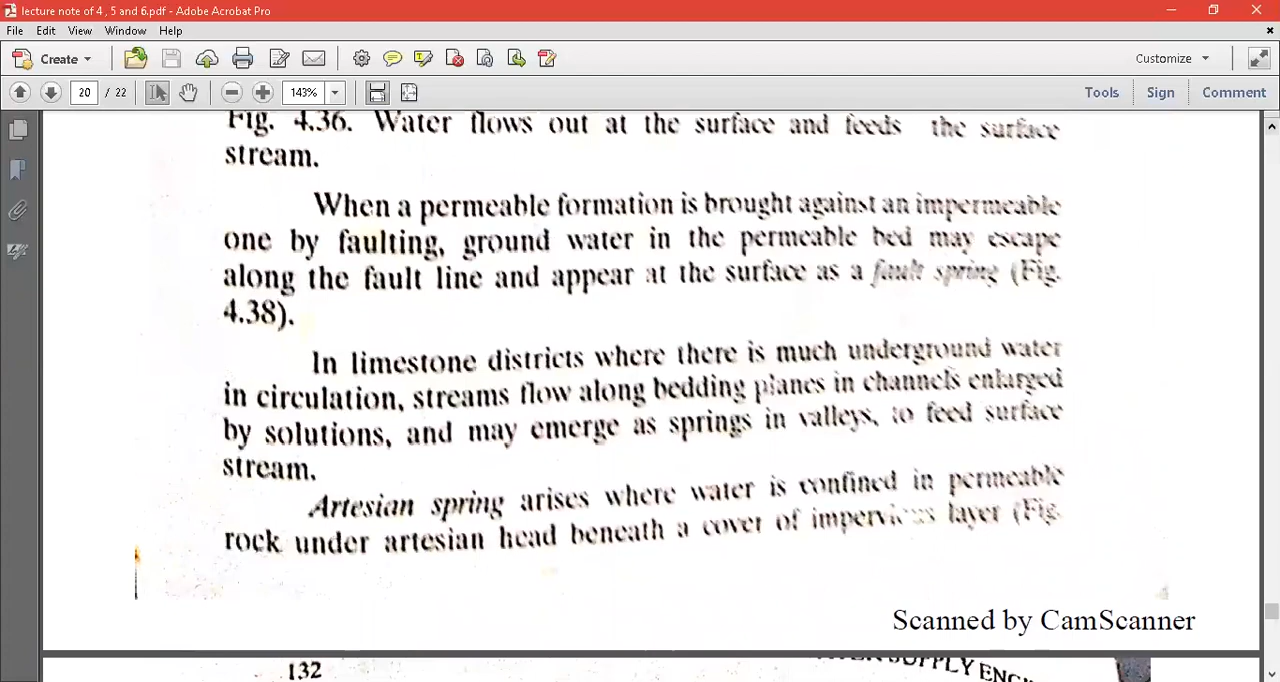 lecture note of 4 , 5 and 6.pdf - Adobe Acrobat Pro
File Edit View Window Help
Create Customize
20 / 22 143% Tools Sign Comment
Fig. 4.36. Water flows out at the surface and feeds the surface
stream.
When a permeable formation is brought against an impermeable
one by faulting, ground water in the permeable bed may escape
along the fault line and appear at the surface as a fault spring (Fig.
4.38).
In limestone districts where there is much underground water
in circulation, streams flow along bedding planes in channels enlarged
by solutions, and may emerge as springs in valleys, to feed surface
stream.
Artesian spring arises where water is confined in permeable
rock under artesian head beneath a cover of impervious layer (Fig.
Scanned by CamScanner
132
SUPPLY